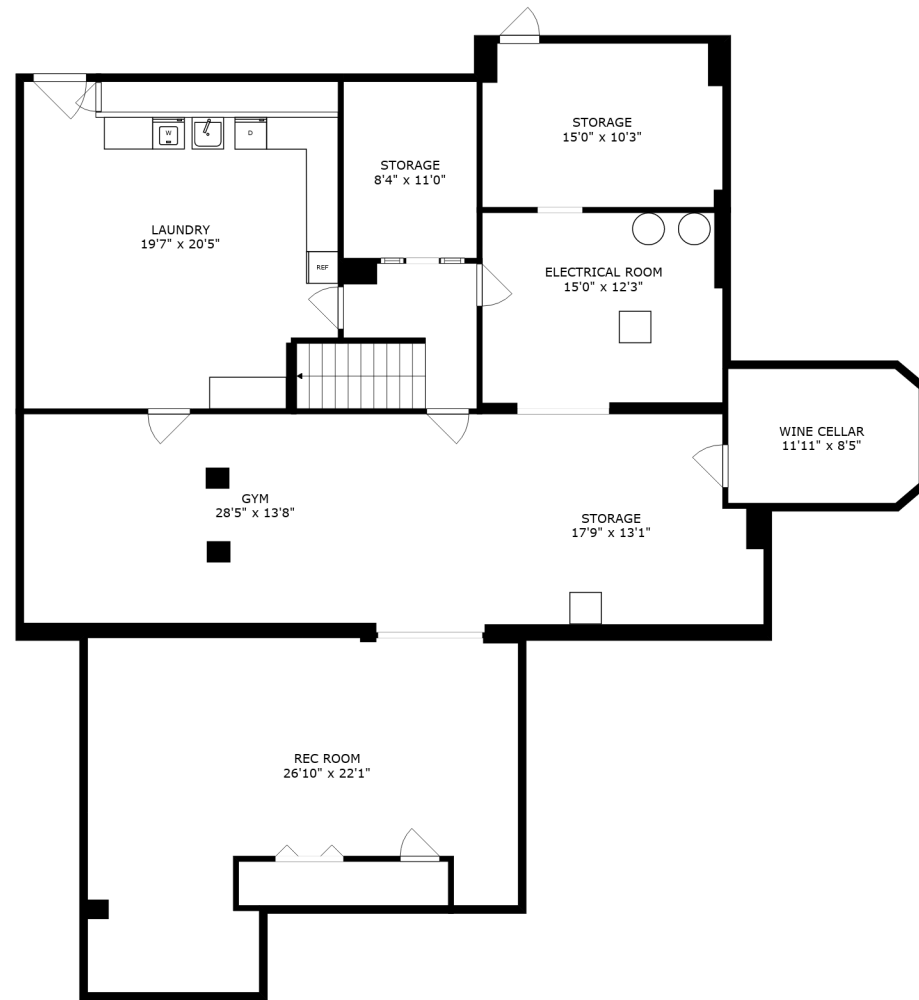 STORAGE
15'0" x 10'3"
W
D
STORAGE
8'4" x 11'0"
LAUNDRY
19'7" x 20'5"
REF
ELECTRICAL ROOM
15'0" x 12'3"
WINE CELLAR
11'11" x 8'5"
GYM
28'5" x 13'8"
STORAGE
17'9" x 13'1"
REC ROOM
26'10" x 22'1"